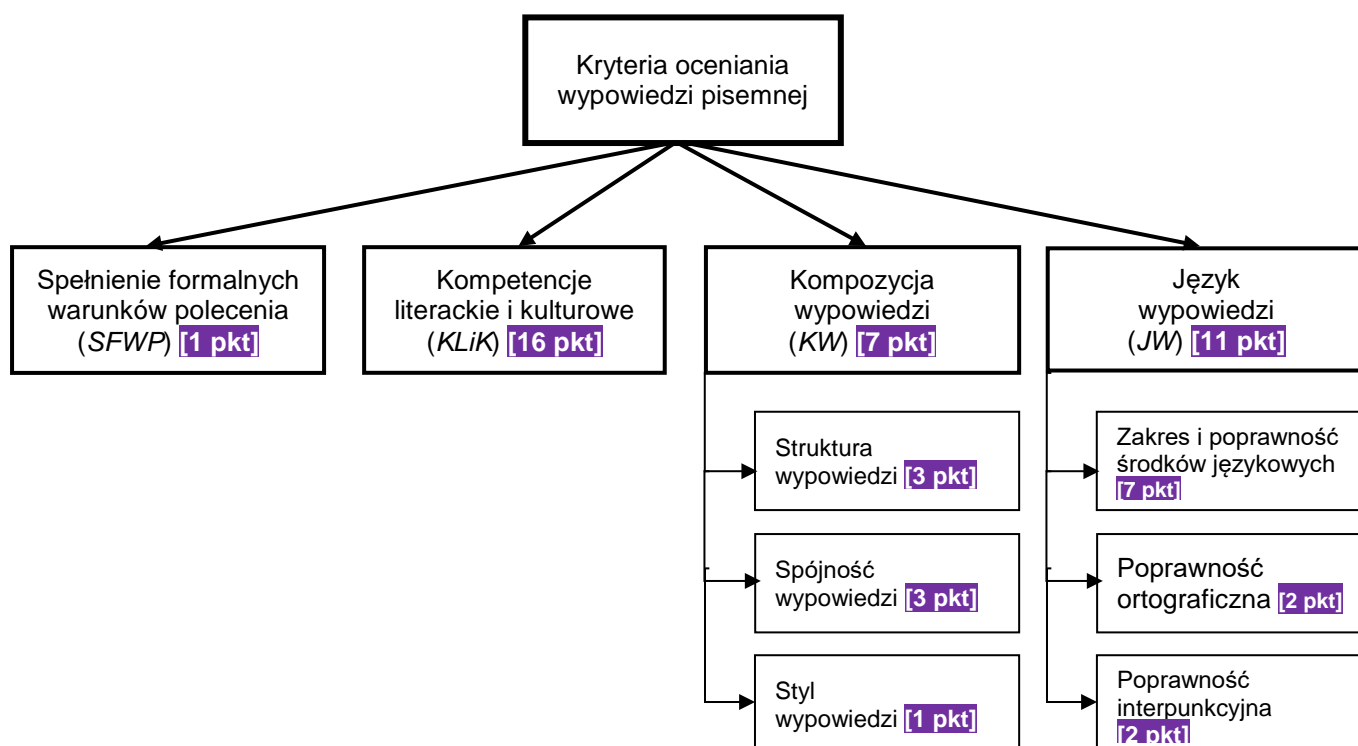 Kryteria oceniania
wypowiedzi pisemnej
Spełnienie formalnych
warunków polecenia
(SFWP) [1 pkt]
Kompetencje
literackie i kulturowe
(KLiK) [16 pkt]
Kompozycja
wypowiedzi
(KW) [7 pkt]
Język
wypowiedzi
(JW) [11 pkt]
Struktura
wypowiedzi [3 pkt]
Spójność
wypowiedzi [3 pkt]
Styl
wypowiedzi [1 pkt]
Zakres i poprawność
środków językowych
[7 pkt]
Poprawność
ortograficzna [2 pkt]
Poprawność
interpunkcyjna
[2 pkt]